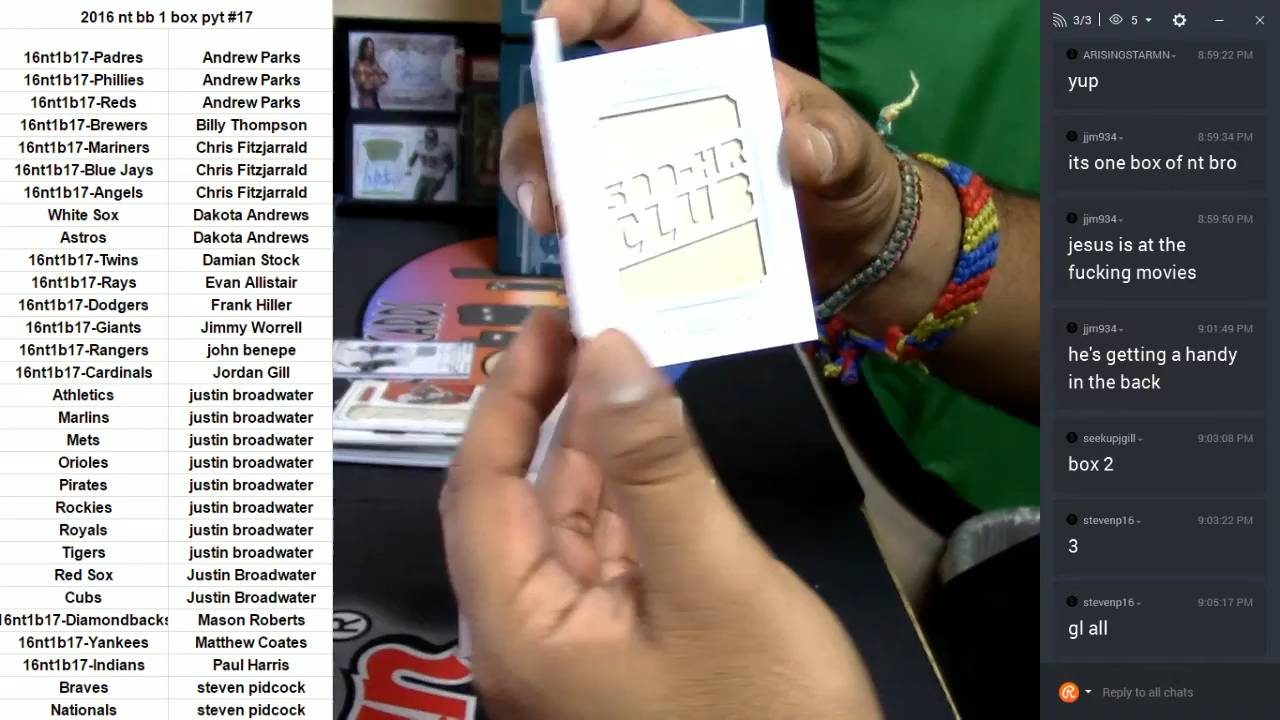 2016 nt bb 1 box pyt #17
16nt1b17-Padres Andrew Parks
16nt1b17-Phillies Andrew Parks
16nt1b17-Reds Andrew Parks
16nt1b17-Brewers Billy Thompson
16nt1b17-Mariners Chris Fitzjarrald
16nt1b17-Blue Jays Chris Fitzjarrald
16nt1b17-Angels Chris Fitzjarrald
White Sox Dakota Andrews
Astros Dakota Andrews
16nt1b17-Twins Damian Stock
16nt1b17-Rays Evan Allistair
16nt1b17-Dodgers Frank Hiller
16nt1b17-Giants Jimmy Worrell
16nt1b17-Rangers john benepe
16nt1b17-Cardinals Jordan Gill
Athletics justin broadwater
Marlins justin broadwater
Mets justin broadwater
Orioles justin broadwater
Pirates justin broadwater
Rockies justin broadwater
Royals justin broadwater
Tigers justin broadwater
Red Sox Justin Broadwater
Cubs Justin Broadwater
16nt1b17-Diamondbacks Mason Roberts
16nt1b17-Yankees Matthew Coates
16nt1b17-Indians Paul Harris
Braves steven pidcock
Nationals steven pidcock
500-HR
CLUB
®
3/3 5
ARISINGSTARMN 8:59:22 PM
yup
jjm934 8:59:34 PM
its one box of nt bro
jjm934 8:59:50 PM
jesus is at the
fucking movies
jjm934 9:01:49 PM
he's getting a handy
in the back
seekupjgill 9:03:08 PM
box 2
stevenp16 9:03:22 PM
3
stevenp16 9:05:17 PM
gl all
Reply to all chats